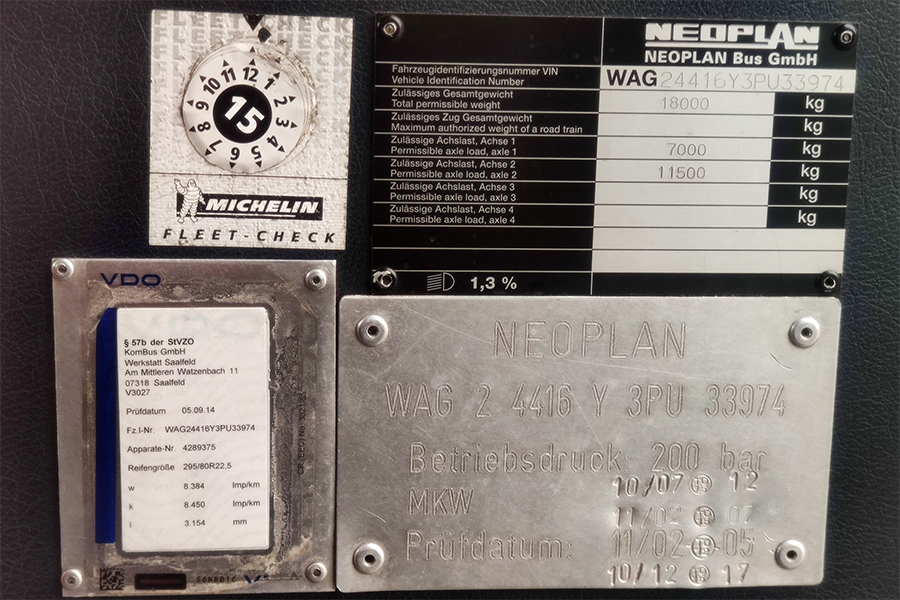 FLEET-CHECK
12
1
2
3
4
5
6
7
8
9
10
11
15
MICHELIN
FLEET-CHECK
NEOPLAN
NEOPLAN Bus GmbH
Fahrzeugidentifizierungsnummer VIN
Vehicle Identification Number
WAG24416Y3PU33974
Zulässiges Gesamtgewicht
Total permissible weight
18000 kg
Zulässiges Zug Gesamtgewicht
Maximum authorized weight of a road train
kg
Zulässige Achslast, Achse 1
Permissible axle load, axle 1
7000 kg
Zulässige Achslast, Achse 2
Permissible axle load, axle 2
11500 kg
Zulässige Achslast, Achse 3
Permissible axle load, axle 3
kg
Zulässige Achslast, Achse 4
Permissible axle load, axle 4
kg
1,3 %
VDO
§ 57b der StVZO
KomBus GmbH
Werkstatt Saalfeld
Am Mittleren Watzenbach 11
07318 Saalfeld
V3027
Prüfdatum 05.09.14
Fz.I-Nr. WAG24416Y3PU33974
Apparate-Nr 4289375
Reifengröße 295/80R22,5
w 8.384 Imp/km
k 8.450 Imp/km
l 3.154 mm
NEOPLAN
WAG 2 4416 Y 3PU 33974
Betriebsdruck: 200 bar
10/07 12
MKW
11/02 07
Prüfdatum: 11/02 05
10/12 17